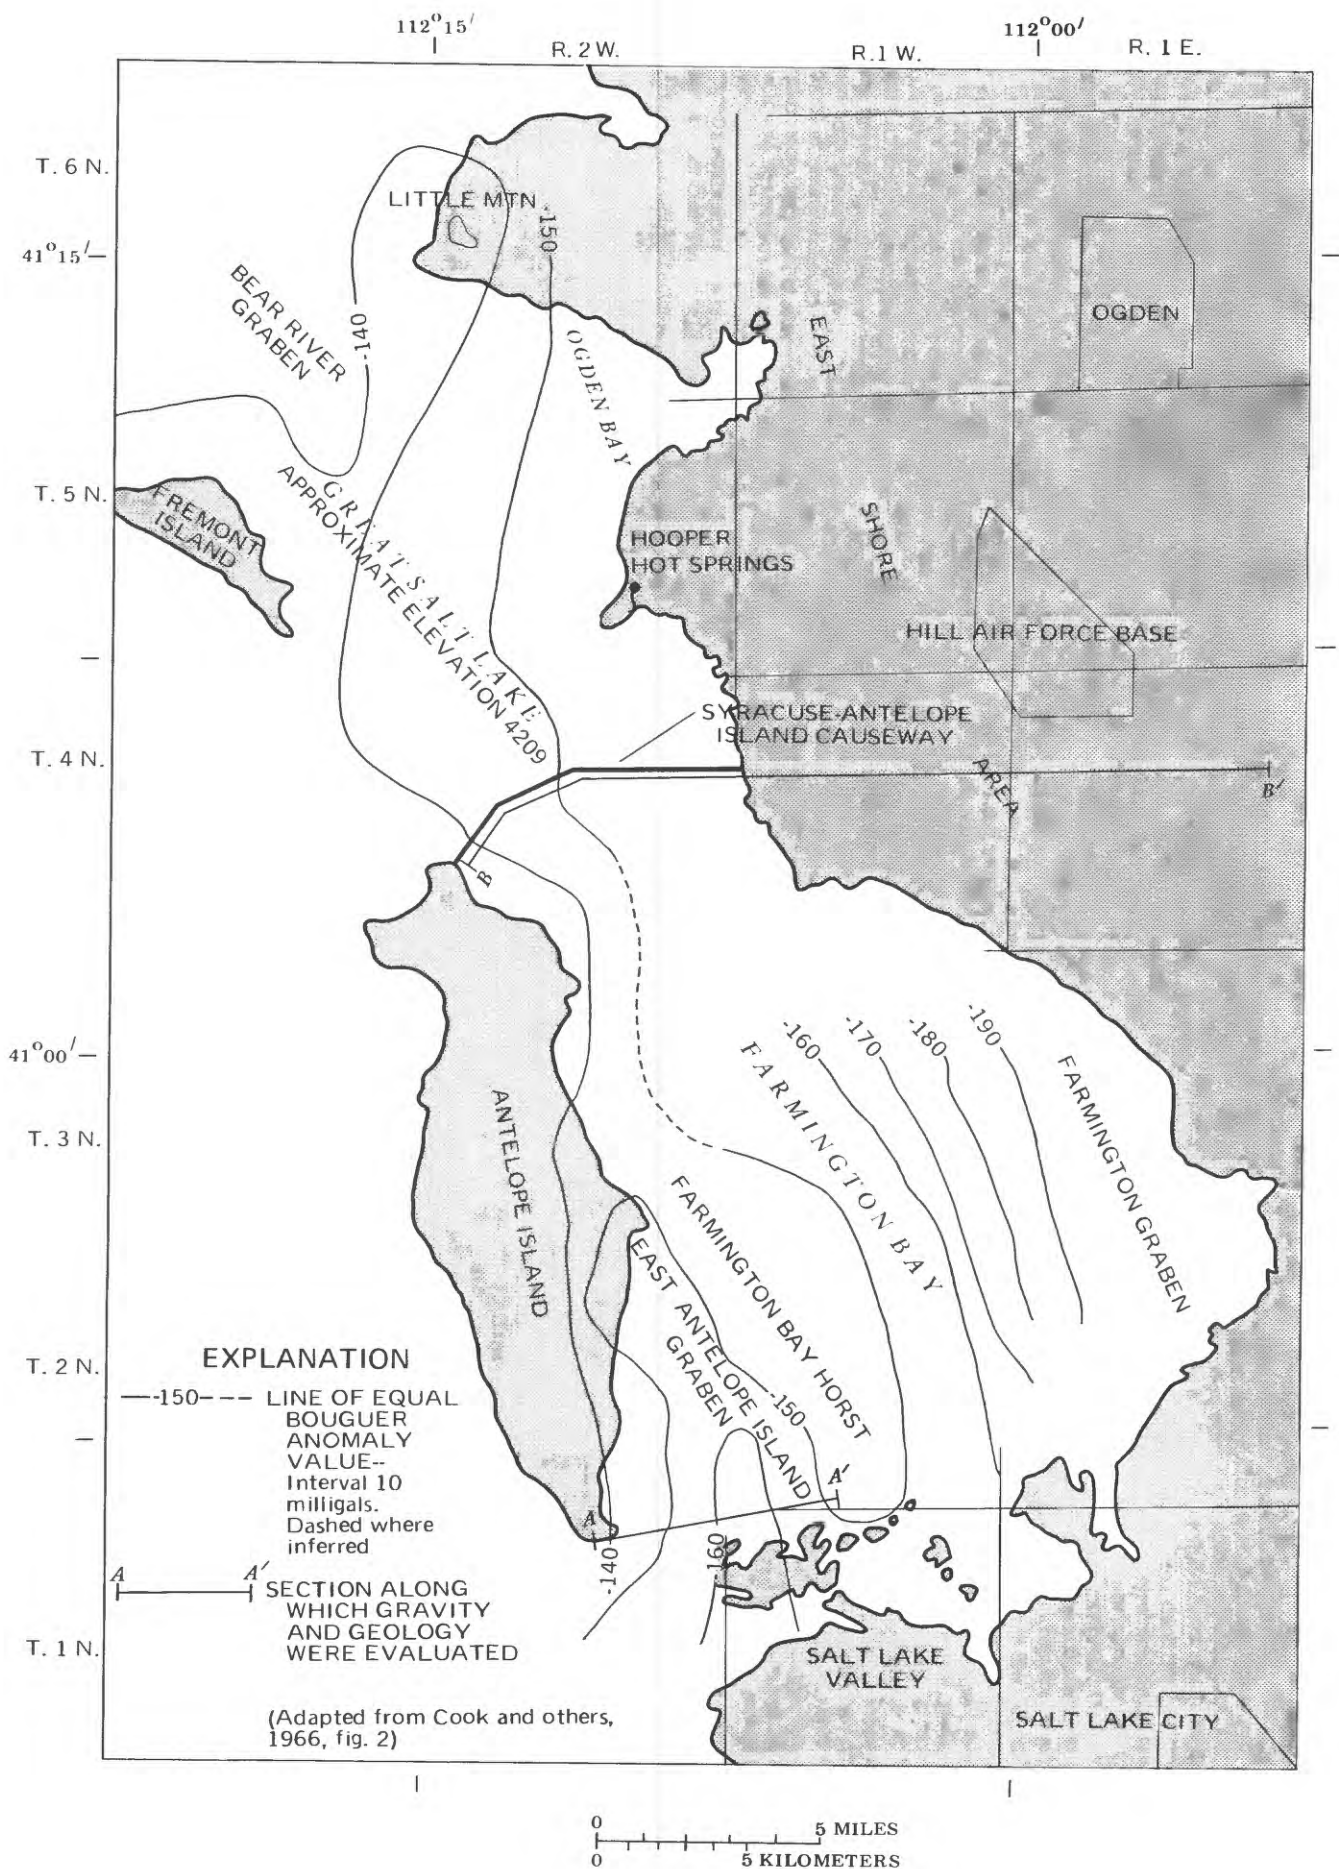 112°15′
112°00′
R. 2 W.
R. 1 W.
R. 1 E.
T. 6 N.
LITTLE MTN
-150
41°15′
BEAR RIVER
GRABEN
-140
OGDEN BAY
EAST
OGDEN
T. 5 N.
FREMONT
ISLAND
GREAT SALT LAKE
APPROXIMATE ELEVATION 4209
HOOPER
HOT SPRINGS
SHORE
HILL AIR FORCE BASE
SYRACUSE-ANTELOPE
ISLAND CAUSEWAY
T. 4 N.
AREA
B′
B
-160
-170
-180
-190
41°00′
FARMINGTON BAY
FARMINGTON GRABEN
ANTELOPE ISLAND
T. 3 N.
FARMINGTON BAY HORST
EAST ANTELOPE ISLAND
GRABEN
-150
T. 2 N.
EXPLANATION
-150--- LINE OF EQUAL
BOUGUER
ANOMALY
VALUE--
Interval 10
milligals.
Dashed where
inferred
A
A′
-140
-160
A A′ SECTION ALONG
WHICH GRAVITY
AND GEOLOGY
WERE EVALUATED
T. 1 N.
SALT LAKE
VALLEY
SALT LAKE CITY
(Adapted from Cook and others,
1966, fig. 2)
0 5 MILES
0 5 KILOMETERS